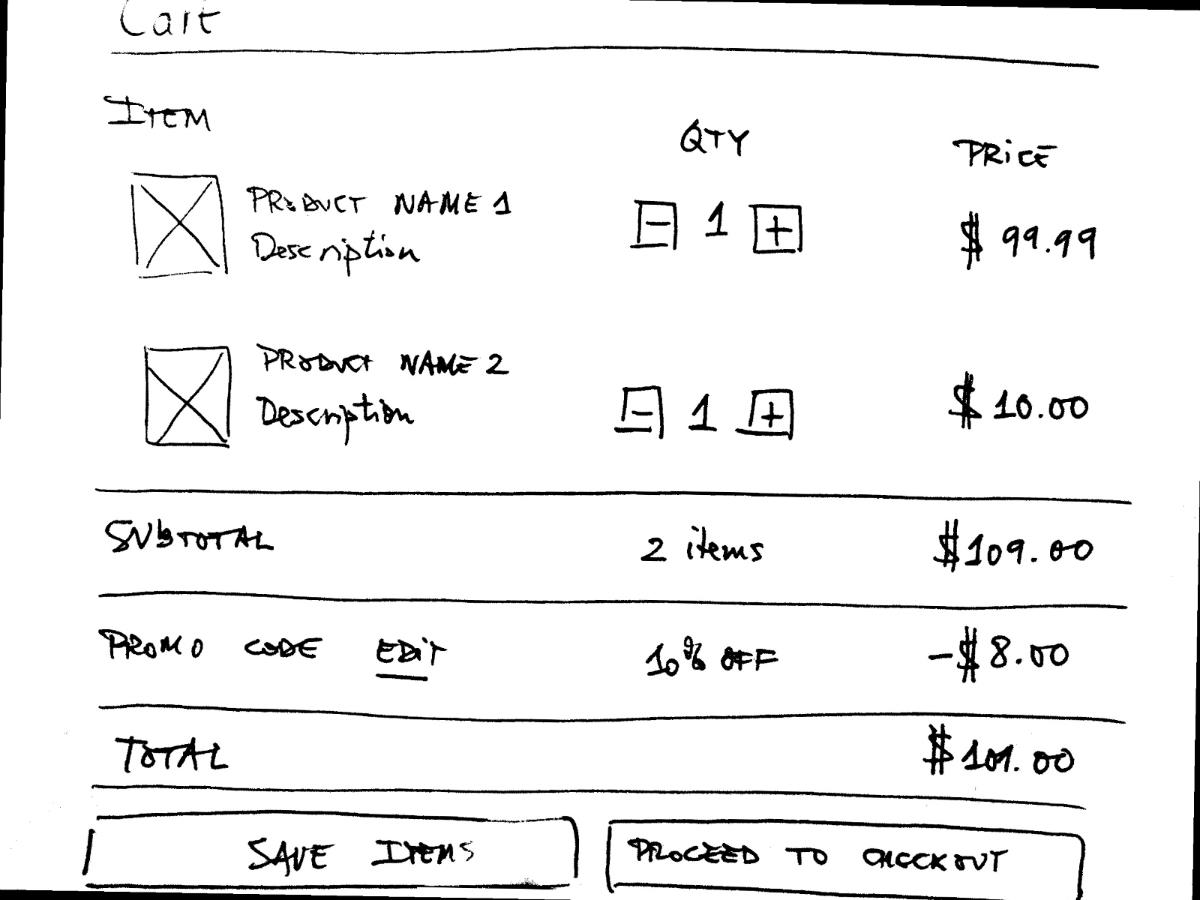 Cart
ITEM QTY PRiCE
PRODUCT NAME 1
Description
- 1 + $ 99.99
PRODUCT NAME 2
Description
- 1 + $ 10.00
SUbTOTAL 2 items $109.00
PROMO CODE EDiT 10% OFF -$8.00
TOTAL $101.00
SAVE ITEMS PROCEED TO CHECKOUT